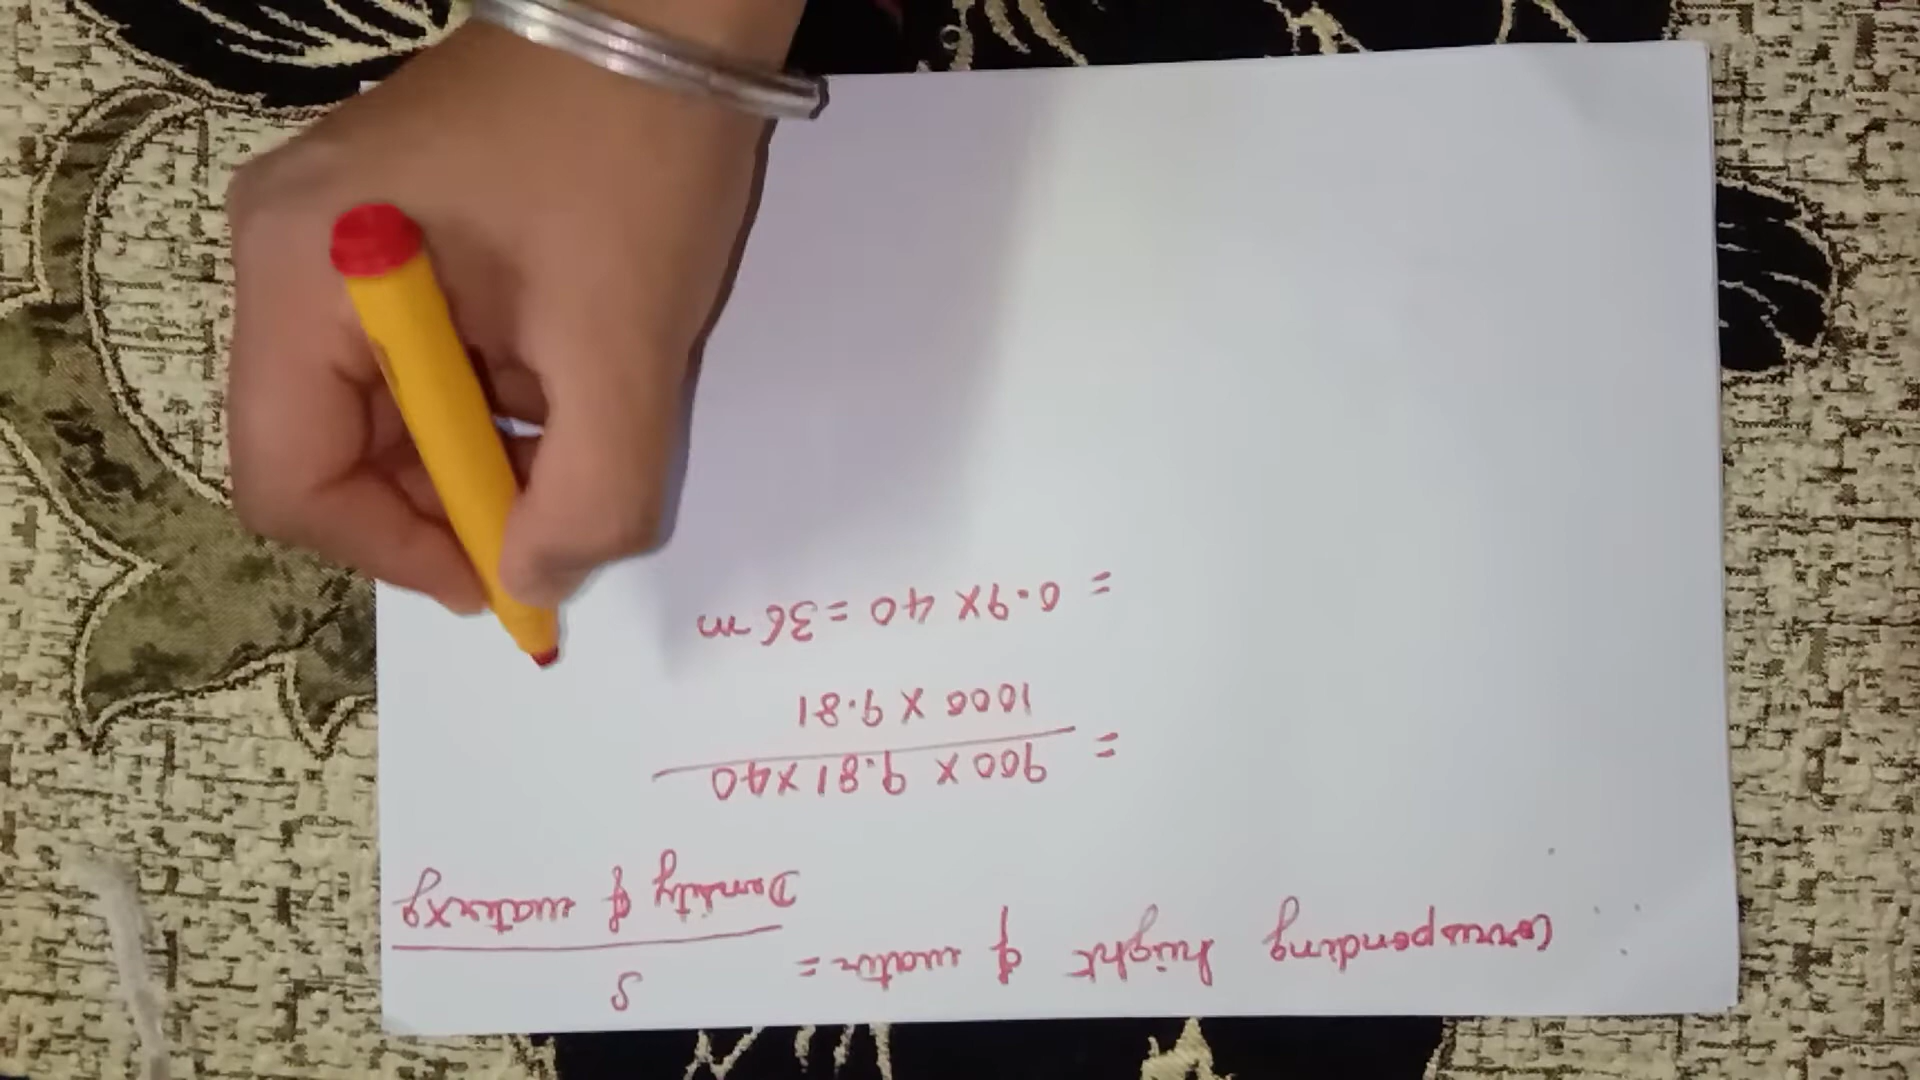 ∴ Corresponding height of water = P
Density of water x g
= 900 x 9.81 x 40
1000 x 9.81
= 0.9 x 40 = 36 m